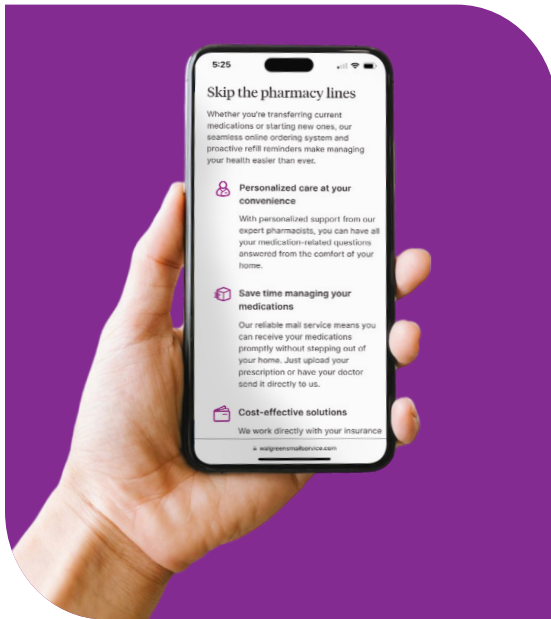 5:25
Skip the pharmacy lines
Whether you're transferring current
medications or starting new ones, our
seamless online ordering system and
proactive refill reminders make managing
your health easier than ever.
Personalized care at your
convenience
With personalized support from our
expert pharmacists, you can have all
your medication-related questions
answered from the comfort of your
home.
Save time managing your
medications
Our reliable mail service means you
can receive your medications
promptly without stepping out of
your home. Just upload your
prescription or have your doctor
send it directly to us.
Cost-effective solutions
We work directly with your insurance
walgreensmailservice.com